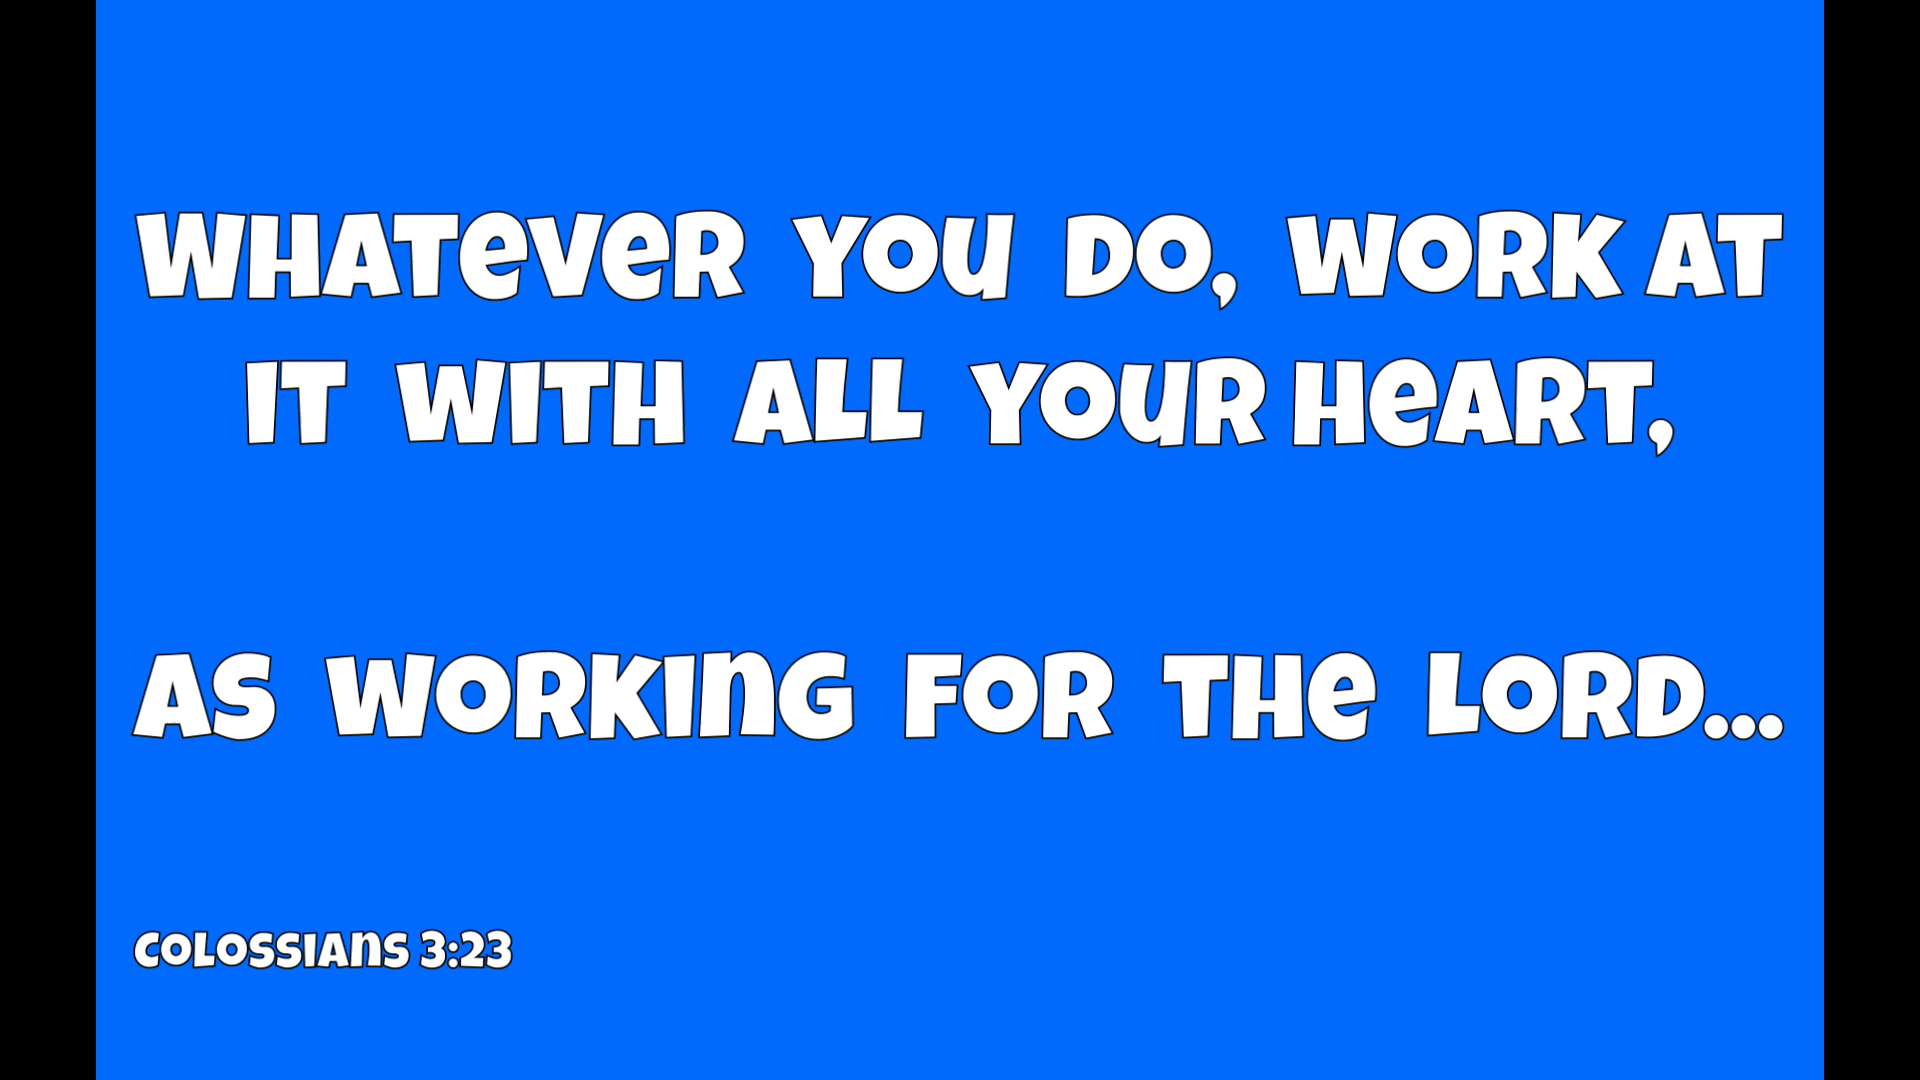 WHATEVER YOU DO, WORK AT
IT WITH ALL YOUR HEART,
AS WORKING FOR THE LORD...
COLOSSIANS 3:23